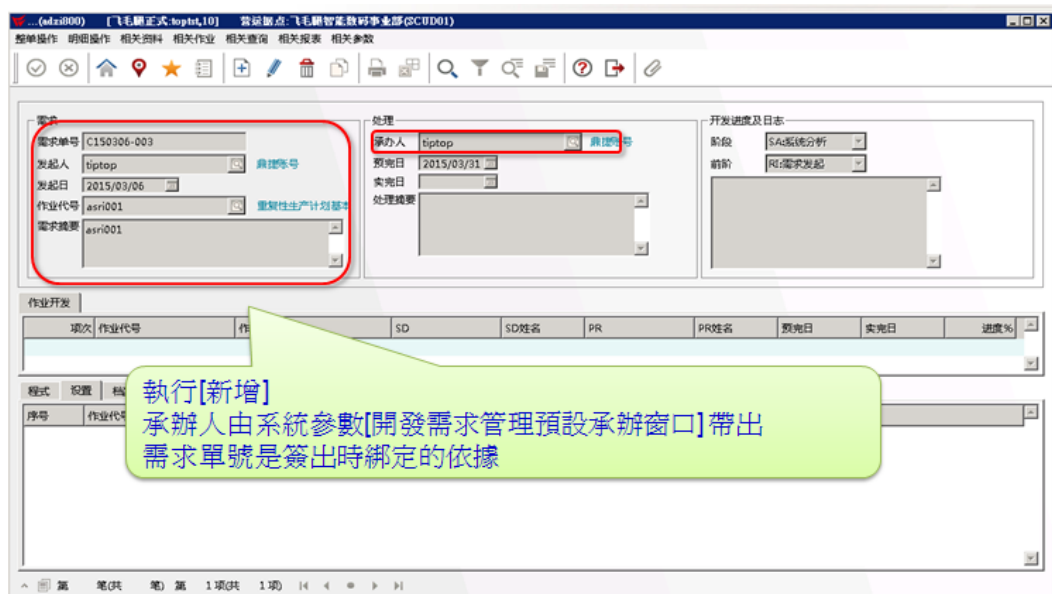 ...(adzi800) [飞毛腿正式:toptst,10] 营运据点:飞毛腿智能数码事业部(SCUD01)
整单操作 明细操作 相关资料 相关作业 相关查询 相关报表 相关参数
需求 处理 开发进度及日志
需求单号 C150306-003 承办人 tiptop 鼎捷账号 阶段 SA:系统分析
发起人 tiptop 鼎捷账号 预完日 2015/03/31 前阶 RI:需求发起
发起日 2015/03/06 实完日
作业代号 asri001 重复性生产计划基本 处理摘要
需求摘要 asri001
作业开发
项次 作业代号 作 SD SD姓名 PR PR姓名 预完日 实完日 进度%
程式 设置
序号 作业代号
執行[新增]
承辦人由系統參數[開發需求管理預設承辦窗口]帶出
需求單號是簽出時綁定的依據
第 笔(共 笔) 第 1项(共 1项)